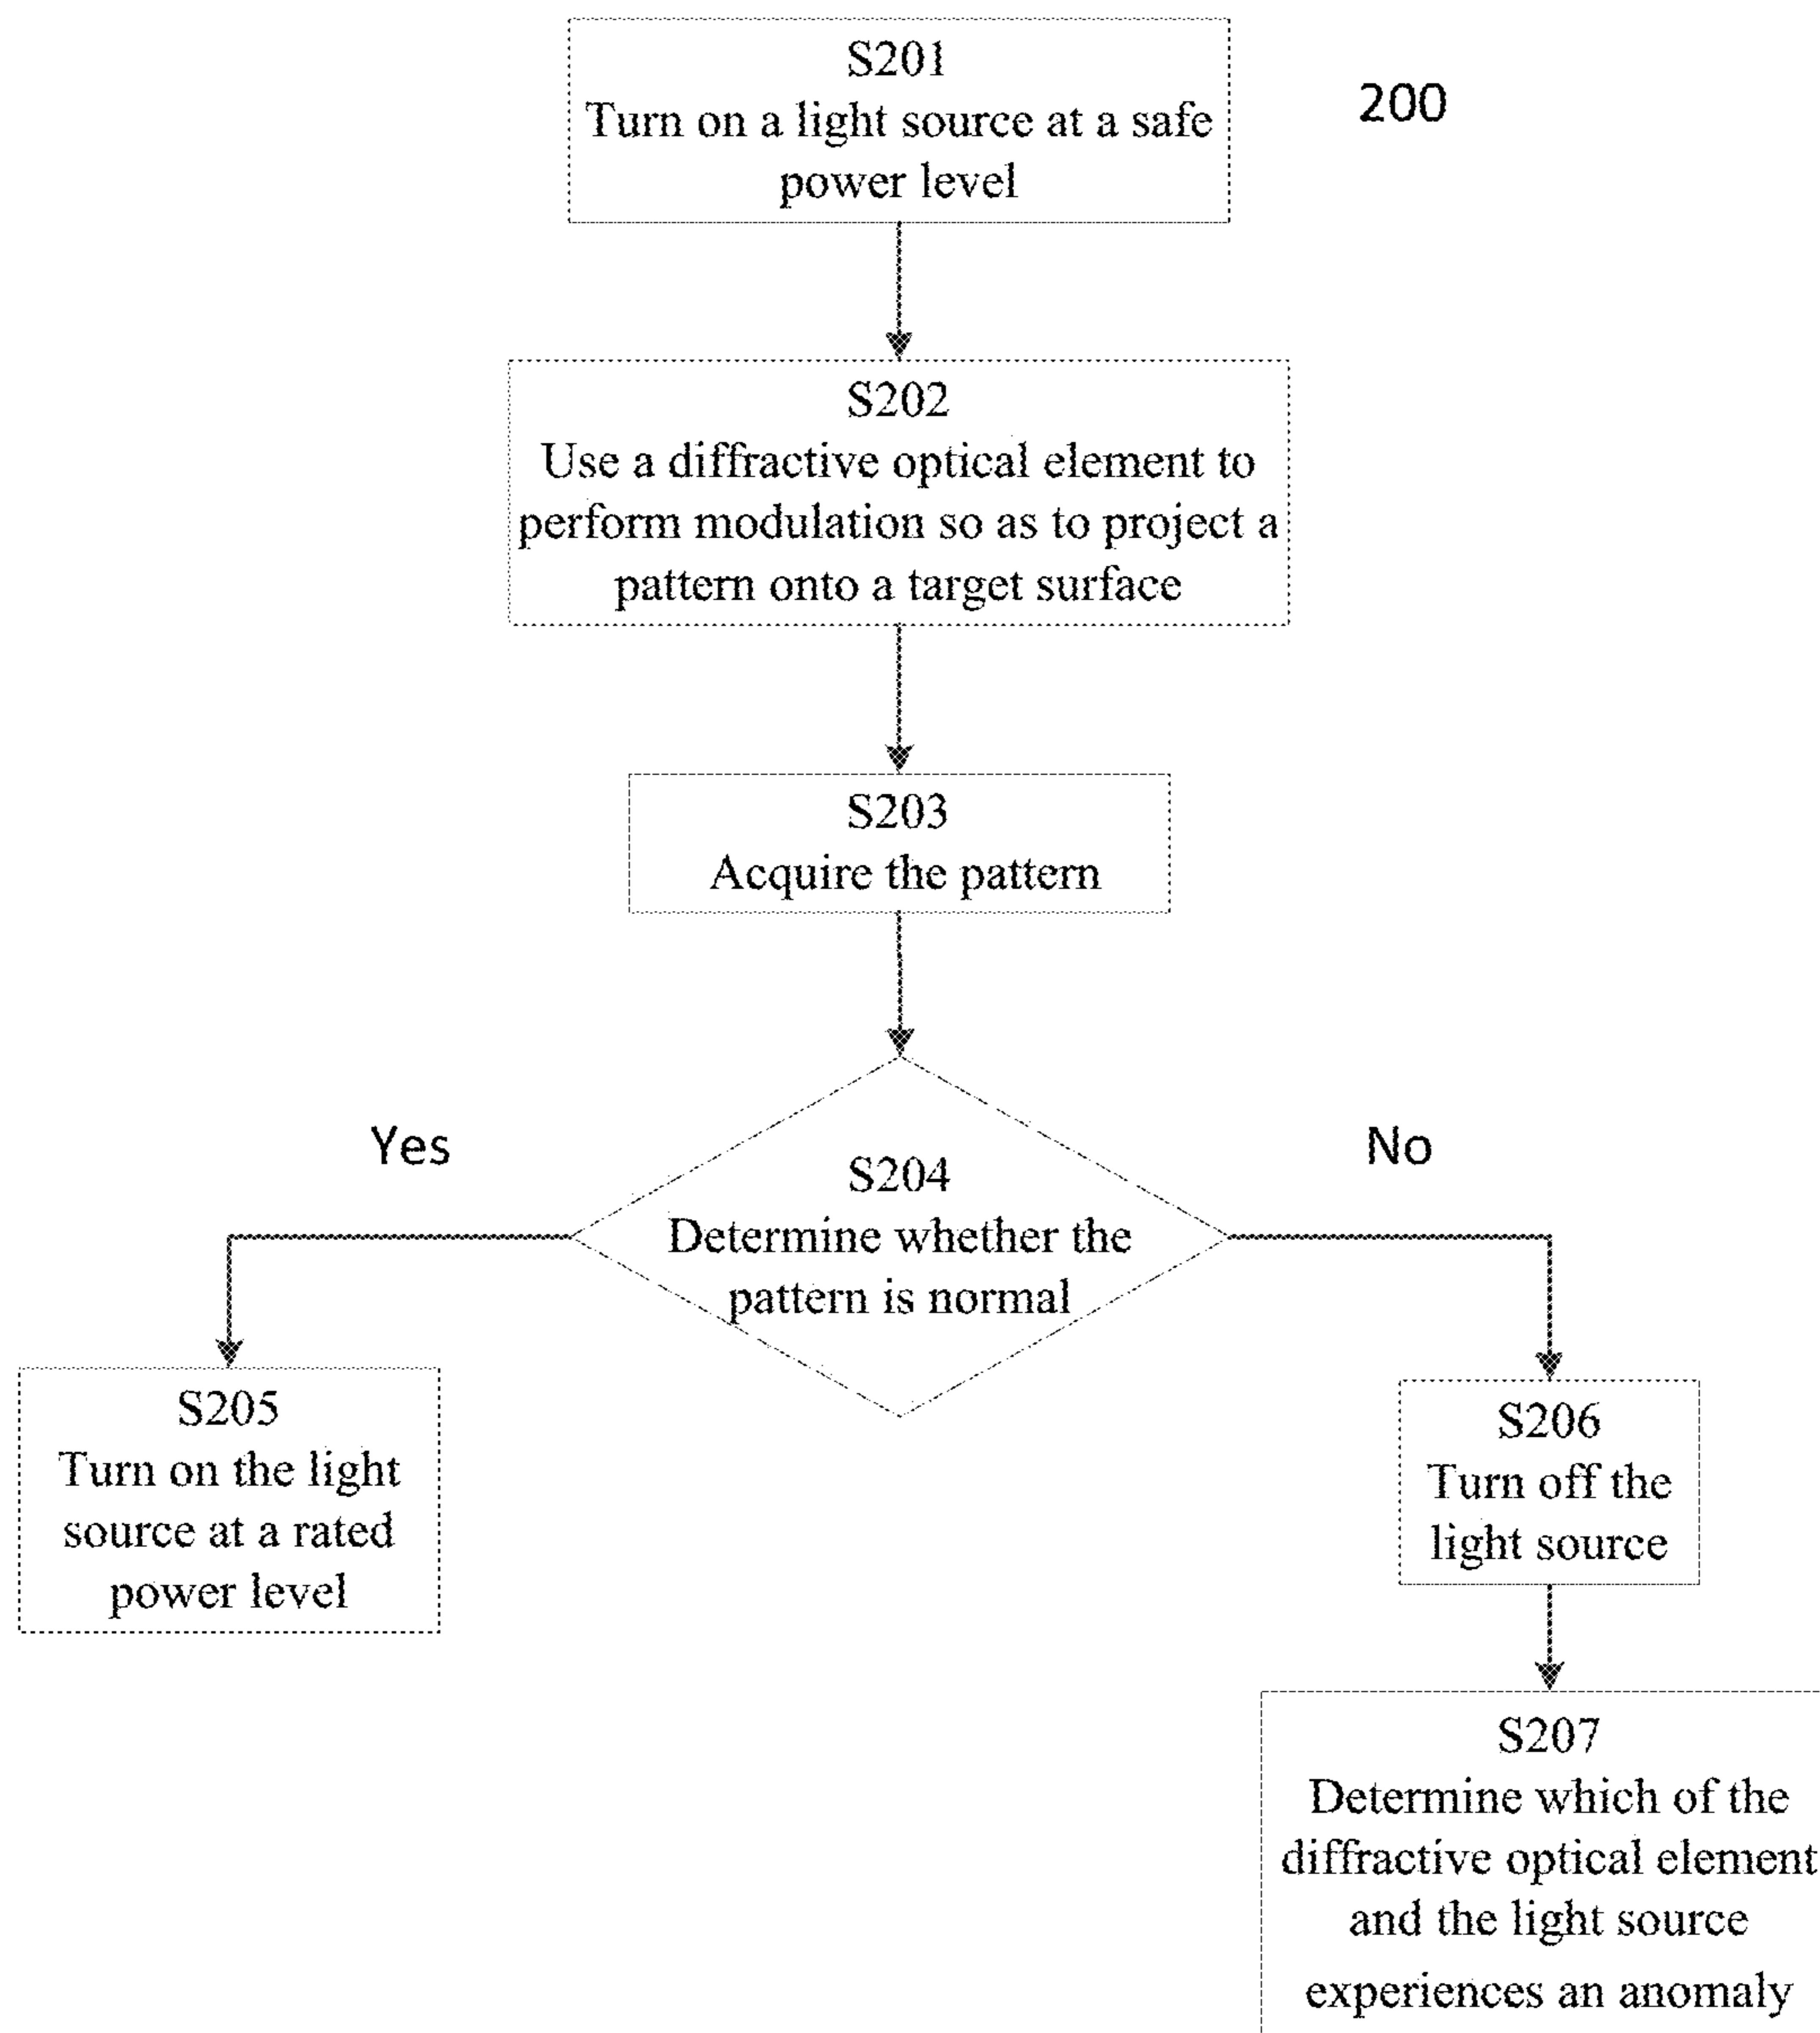 S201
Turn on a light source at a safe
power level
200
S202
Use a diffractive optical element to
perform modulation so as to project a
pattern onto a target surface
S203
Acquire the pattern
Yes
No
S204
Determine whether the
pattern is normal
S205
Turn on the light
source at a rated
power level
S206
Turn off the
light source
S207
Determine which of the
diffractive optical element
and the light source
experiences an anomaly